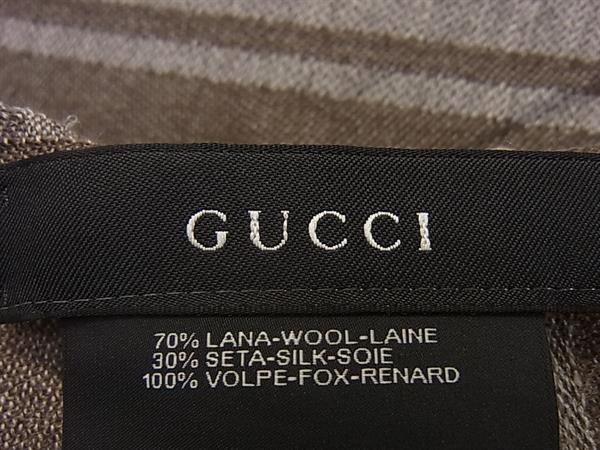 GUCCI
70% LANA-WOOL-LAINE
30% SETA-SILK-SOIE
100% VOLPE-FOX-RENARD